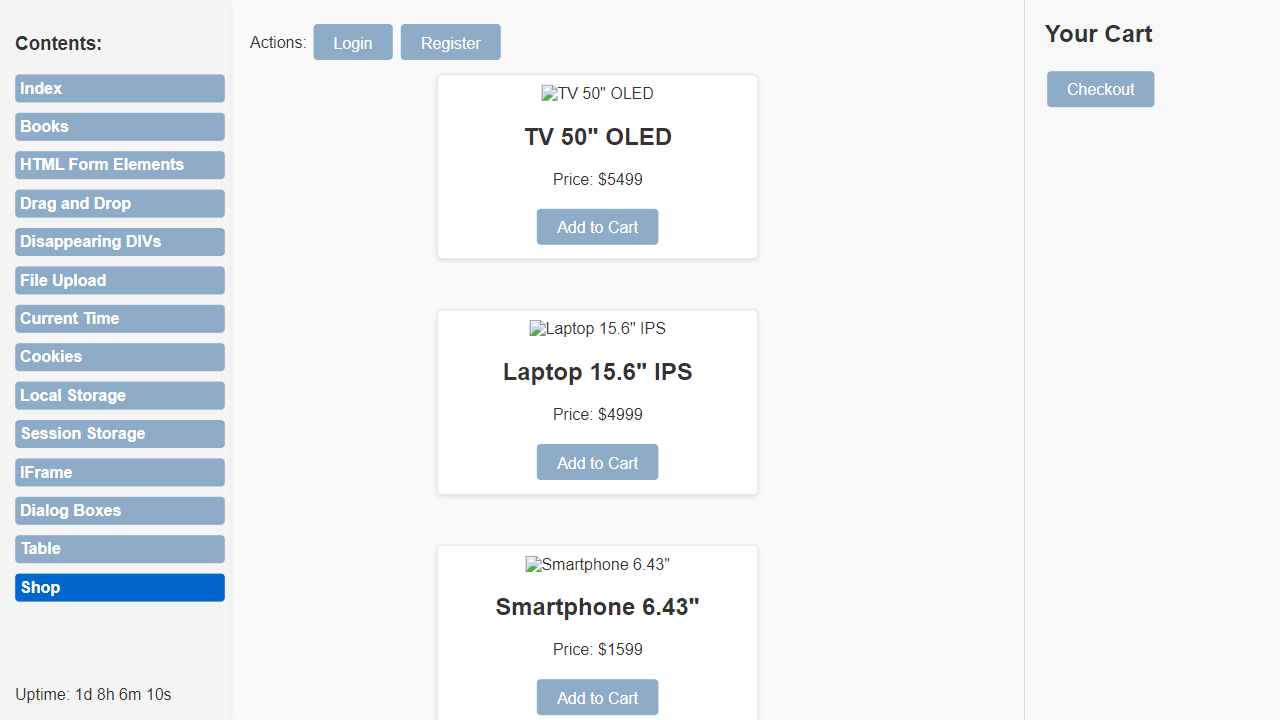 Contents:
Index
Books
HTML Form Elements
Drag and Drop
Disappearing DIVs
File Upload
Current Time
Cookies
Local Storage
Session Storage
IFrame
Dialog Boxes
Table
Shop
Uptime: 1d 8h 6m 10s
Actions: Login Register
TV 50" OLED
TV 50" OLED
Price: $5499
Add to Cart
Laptop 15.6" IPS
Laptop 15.6" IPS
Price: $4999
Add to Cart
Smartphone 6.43"
Smartphone 6.43"
Price: $1599
Add to Cart
Your Cart
Checkout